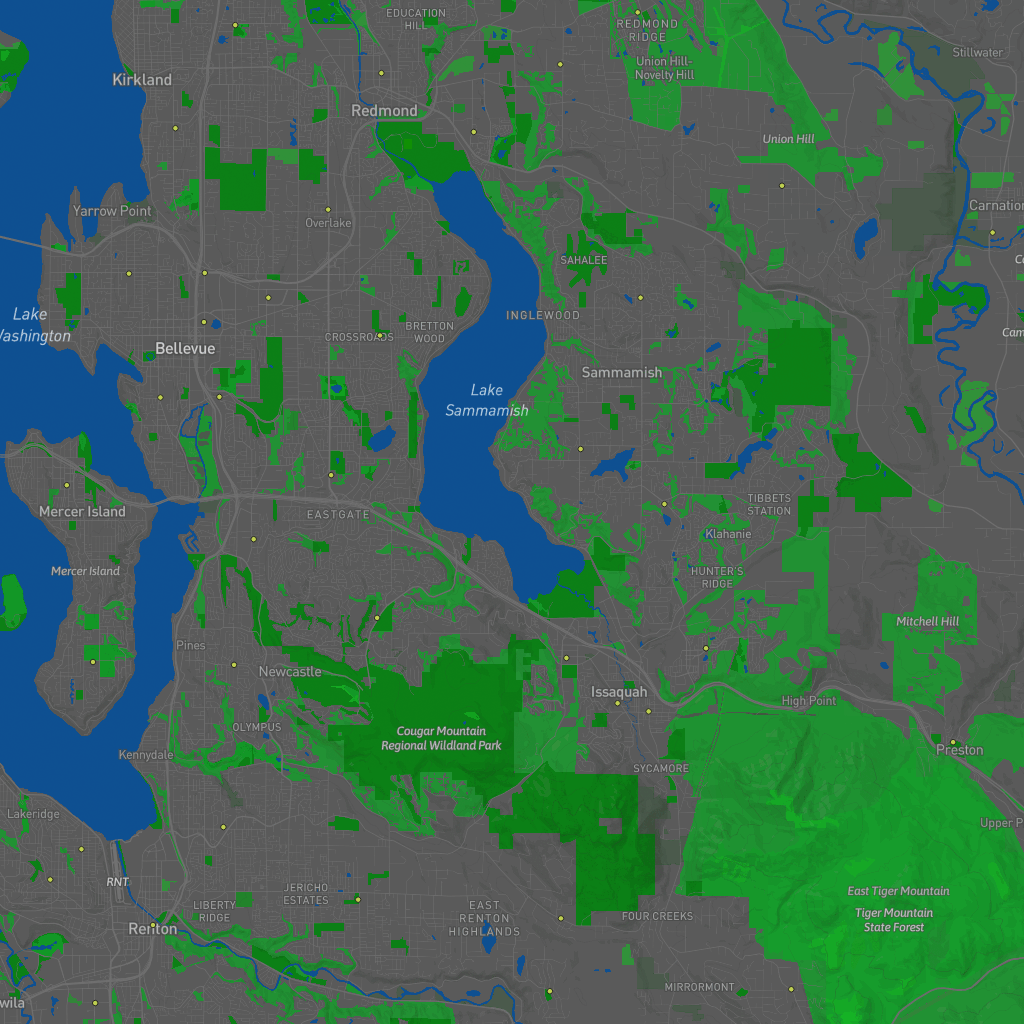 EDUCATION
HILL
REDMOND
RIDGE
Stillwater
Union Hill-
Novelty Hill
Kirkland
Redmond
Union Hill
Yarrow Point
Overlake
Carnation
SAHALEE
Lake
Washington
INGLEWOOD
CROSSROADS
BRETTON
WOOD
Bellevue
Sammamish
Lake
Sammamish
Mercer Island
EASTGATE
TIBBETS
STATION
Klahanie
Mercer Island
HUNTER'S
RIDGE
Mitchell Hill
Pines
Newcastle
Issaquah
High Point
OLYMPUS
Cougar Mountain
Regional Wildland Park
Kennydale
Preston
SYCAMORE
Lakeridge
Upper P
RNT
JERICHO
ESTATES
East Tiger Mountain
LIBERTY
RIDGE
EAST
RENTON
HIGHLANDS
FOUR CREEKS
Tiger Mountain
State Forest
Renton
MIRRORMONT
wila